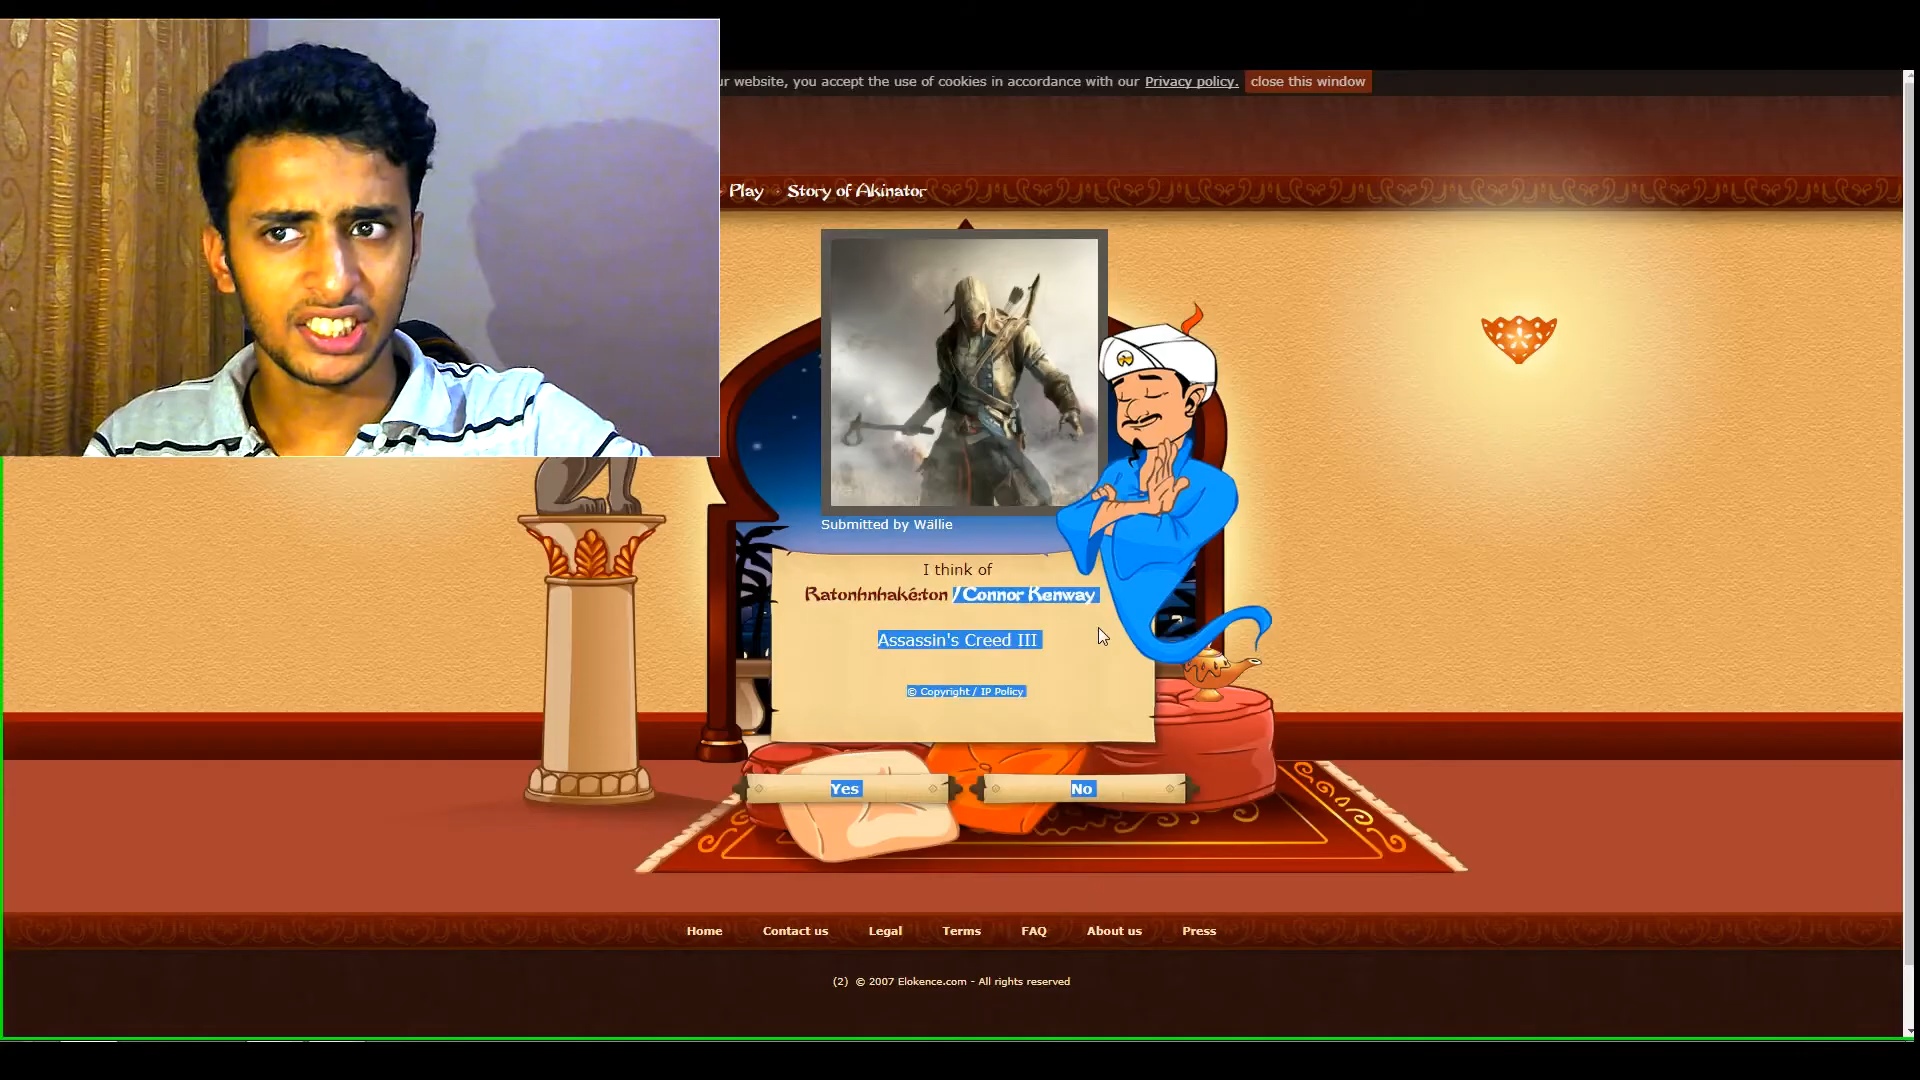 ur website, you accept the use of cookies in accordance with our Privacy policy. close this window
Play · Story of Akinator
Submitted by Wällie
I think of
Ratonhnhaké:ton / Connor Kenway
Assassin's Creed III
© Copyright / IP Policy
Yes No
Home Contact us Legal Terms FAQ About us Press
(2) © 2007 Elokence.com - All rights reserved